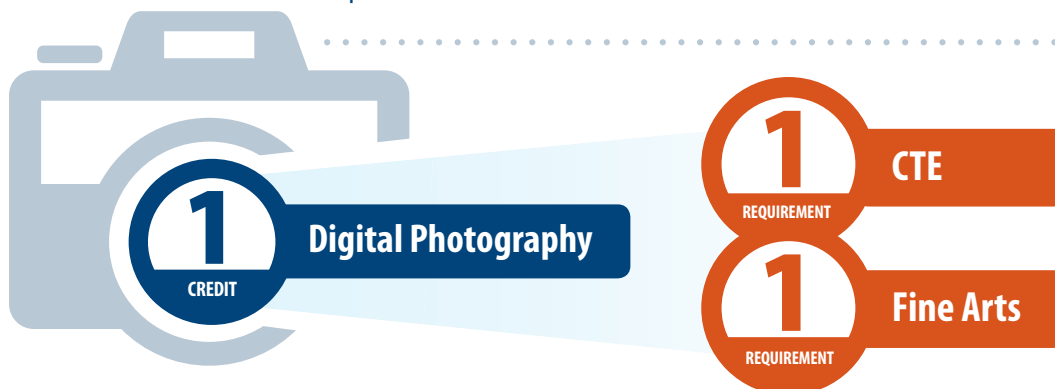 1
CREDIT
Digital Photography
1
REQUIREMENT
CTE
1
REQUIREMENT
Fine Arts